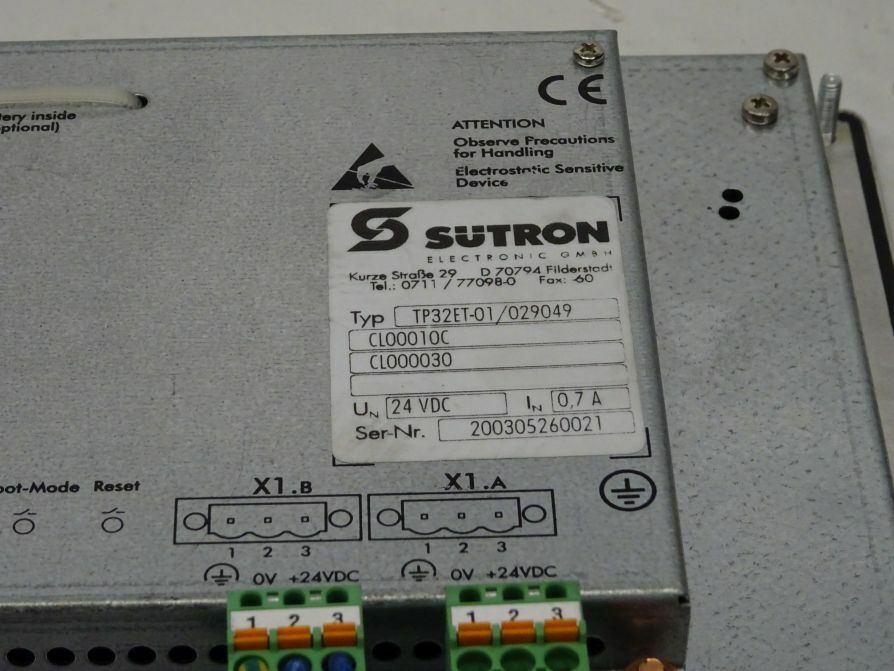 tery inside
ptional)
CE
ATTENTION
Observe Precautions
for Handling
Electrostatic Sensitive
Device
S SÜTRON
ELECTRONIC GMBH
Kurze Straße 29 D 70794 Filderstadt
Tel.: 0711 / 77098-0 Fax: -60
Typ TP32ET-01/029049
CL00010C
CL000030
UN 24 VDC IN 0,7 A
Ser-Nr. 200305260021
oot-Mode Reset
X1.B X1.A
1 2 3 1 2 3
0V +24VDC 0V +24VDC
1 2 3 1 2 3